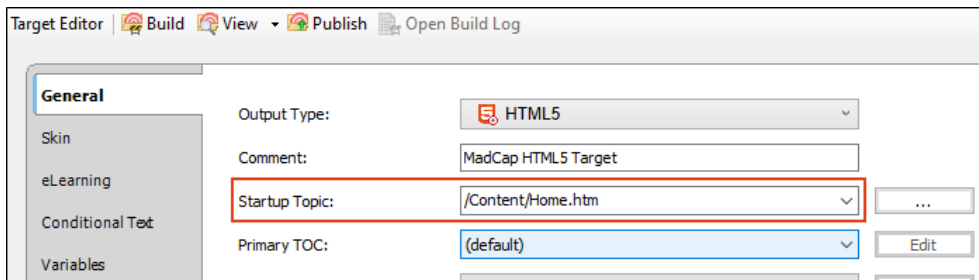 Target Editor Build View Publish Open Build Log
General
Output Type: HTML5
Skin
Comment: MadCap HTML5 Target
eLearning
Startup Topic: /Content/Home.htm ...
Conditional Text
Primary TOC: (default) Edit
Variables